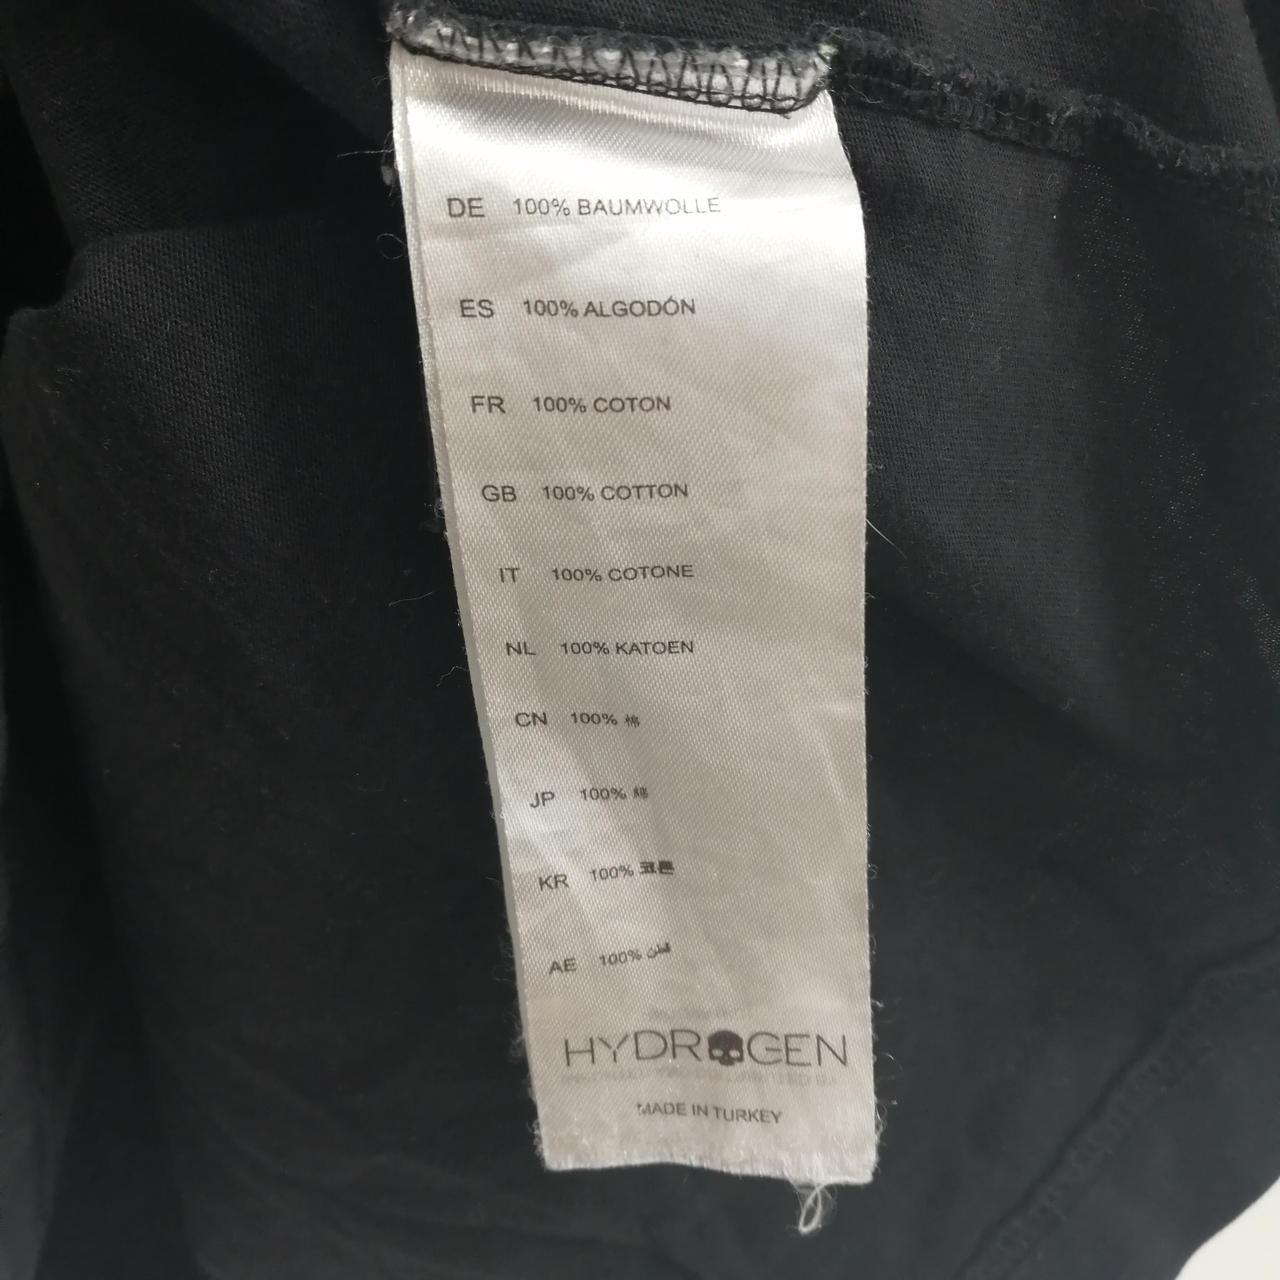 DE 100% BAUMWOLLE
ES 100% ALGODÓN
FR 100% COTON
GB 100% COTTON
IT 100% COTONE
NL 100% KATOEN
CN 100% 棉
JP 100% 綿
KR 100% 코튼
AE 100% قطن
HYDROGEN
MADE IN TURKEY